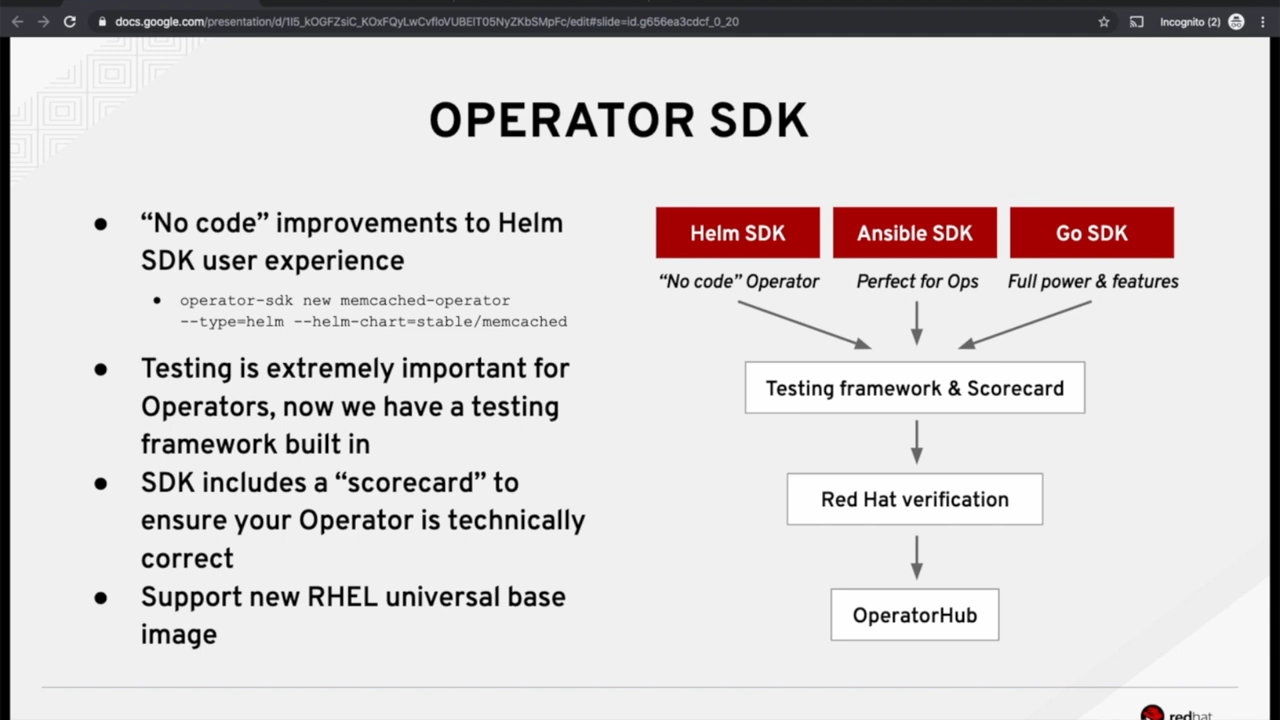 docs.google.com/presentation/d/1I5_kOGFZsiC_KOxFQyLwCvfloVUBElT05NyZKbSMpFc/edit#slide=id.g656ea3cdcf_0_20
Incognito (2)
OPERATOR SDK
● “No code” improvements to Helm
SDK user experience
● operator-sdk new memcached-operator
--type=helm --helm-chart=stable/memcached
● Testing is extremely important for
Operators, now we have a testing
framework built in
● SDK includes a “scorecard” to
ensure your Operator is technically
correct
● Support new RHEL universal base
image
Helm SDK
Ansible SDK
Go SDK
“No code” Operator
Perfect for Ops
Full power & features
Testing framework & Scorecard
Red Hat verification
OperatorHub
redhat